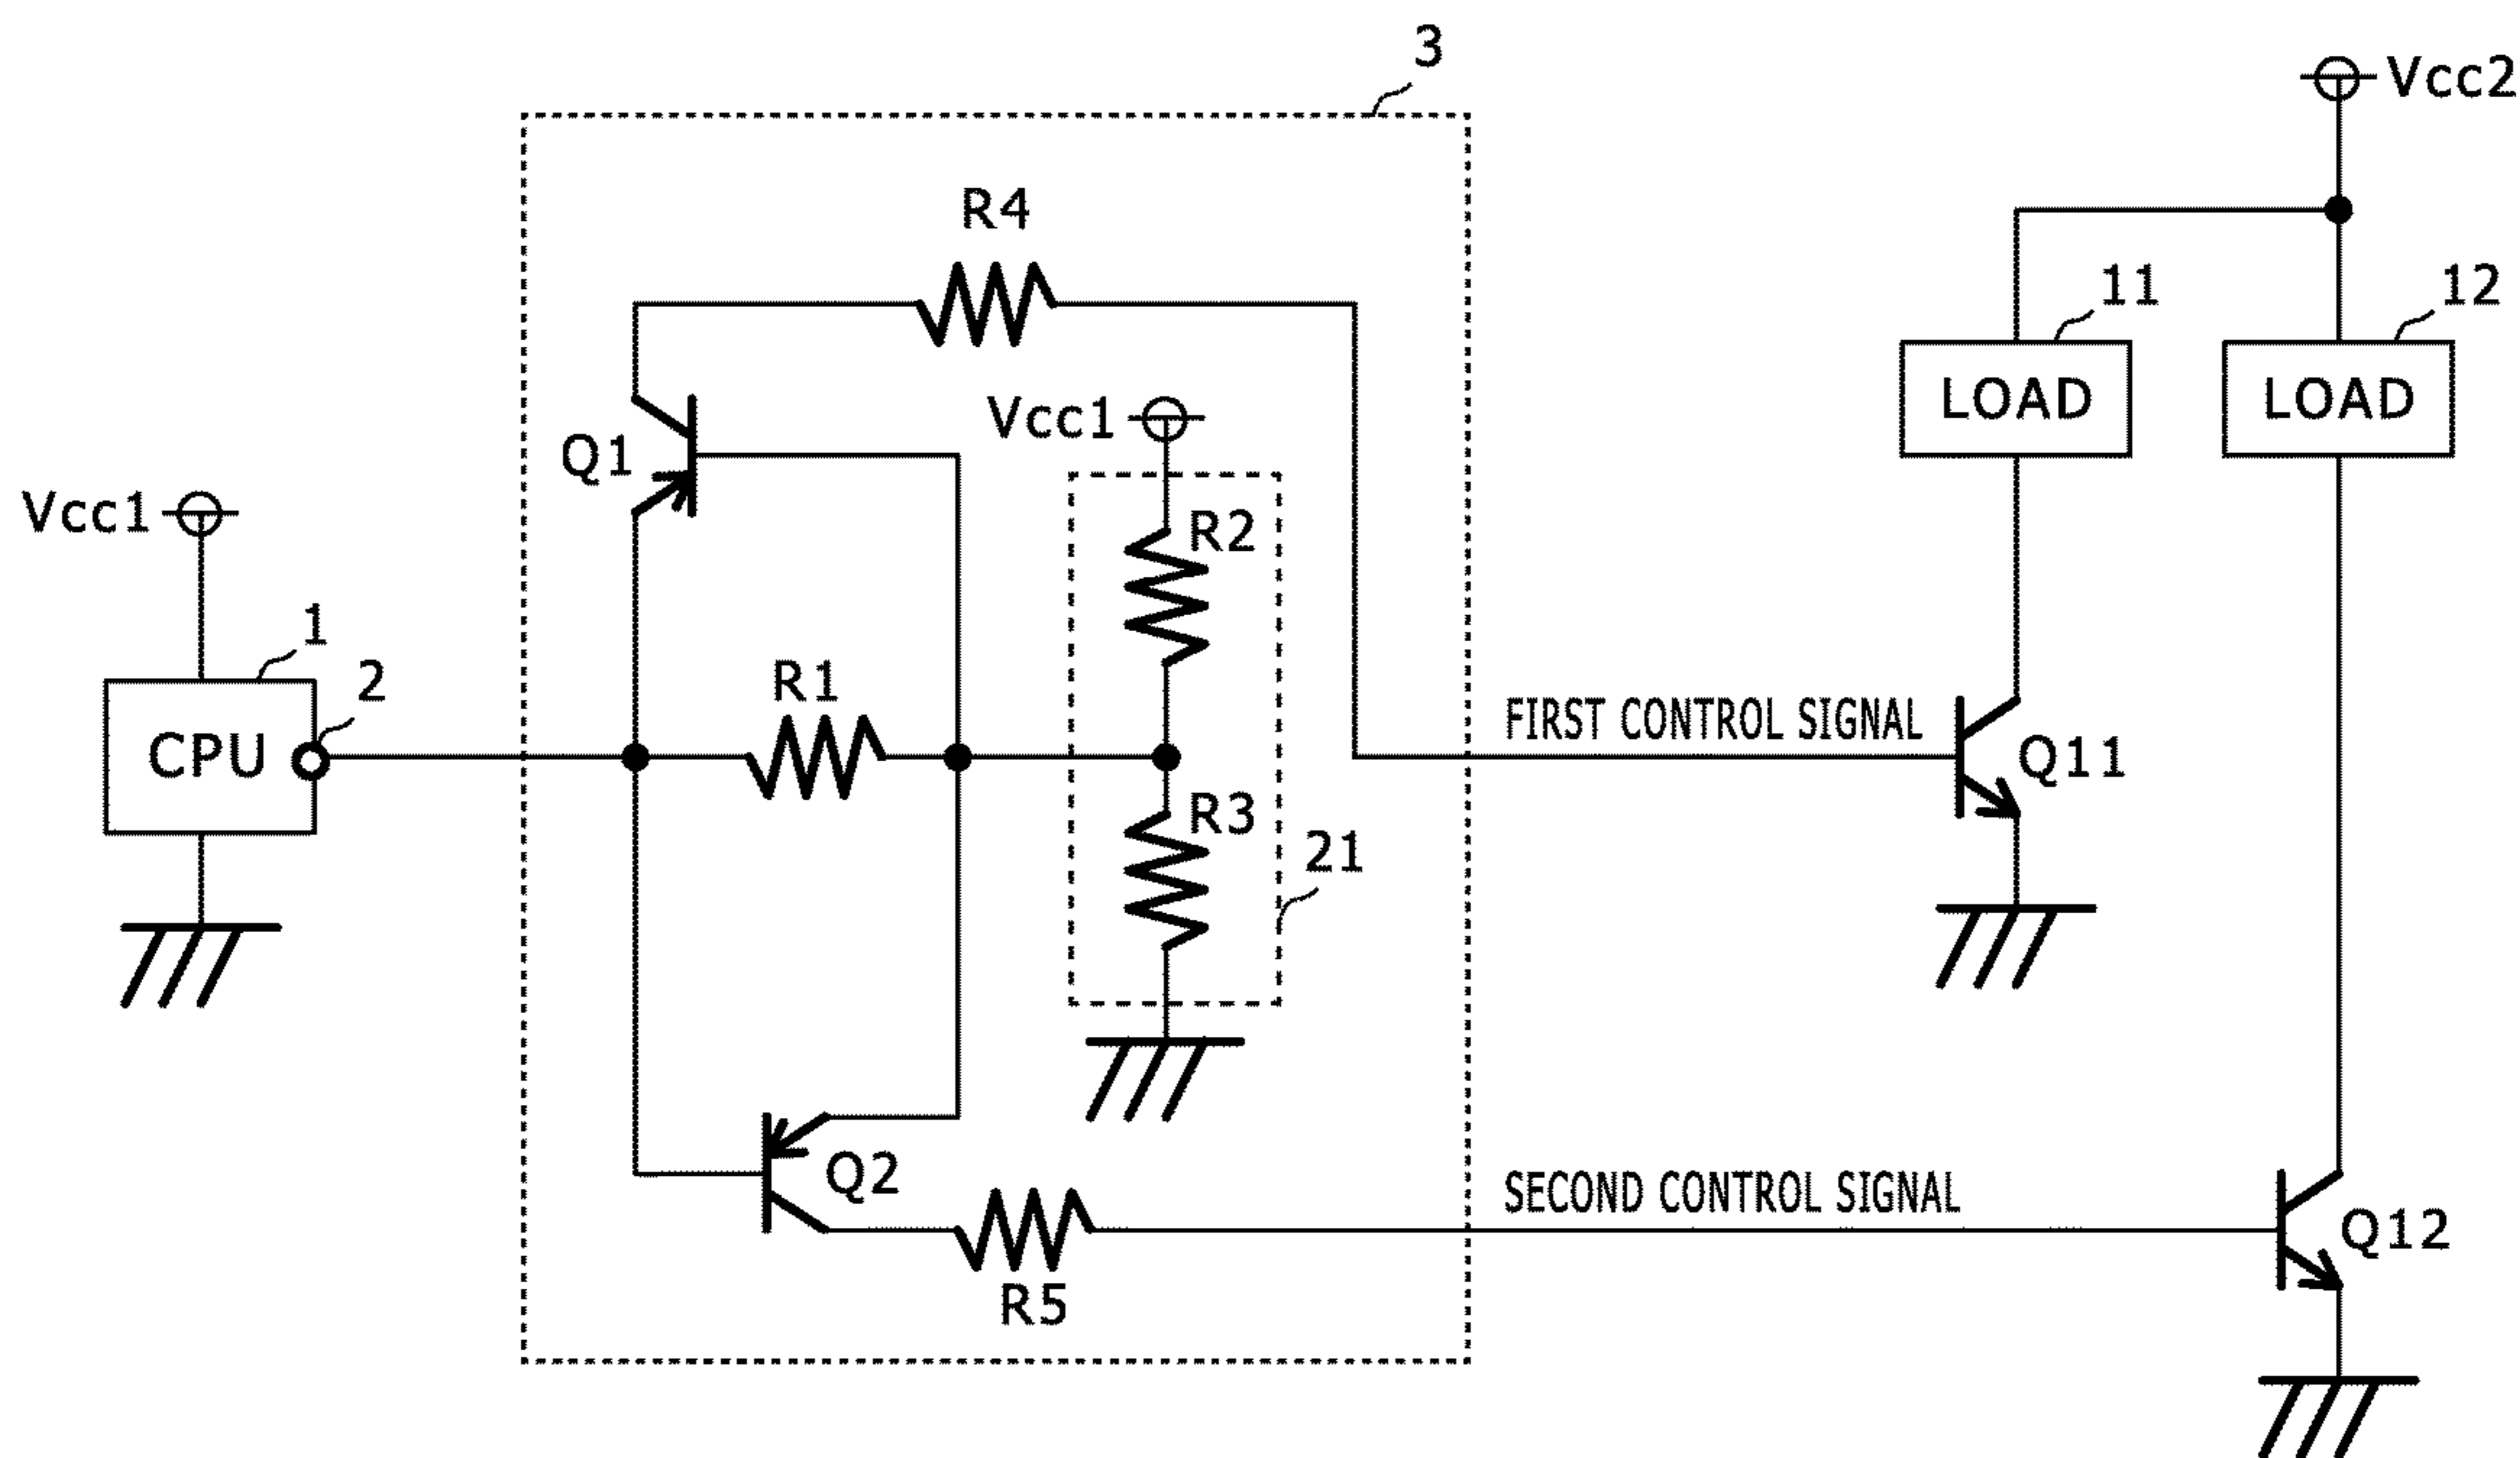 3
Vcc2
R4
11
12
LOAD
LOAD
Vcc1
Q1
Vcc1
R2
1
2
R1
CPU
FIRST CONTROL SIGNAL
Q11
R3
21
Q2
SECOND CONTROL SIGNAL
Q12
R5